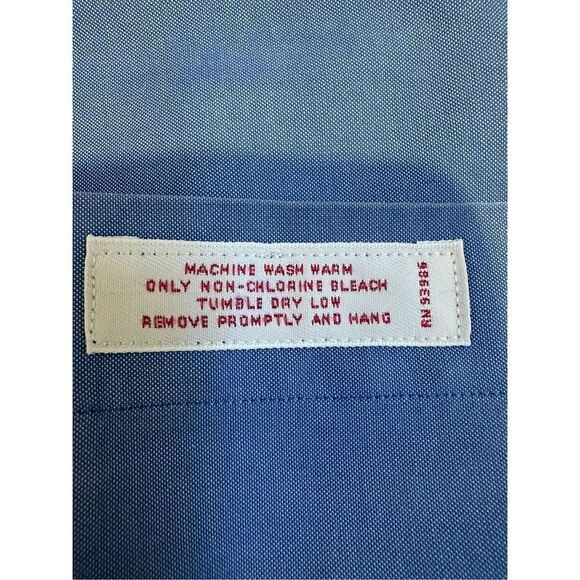 MACHINE WASH WARM
ONLY NON-CHLORINE BLEACH
TUMBLE DRY LOW
REMOVE PROMPTLY AND HANG
RN 93986